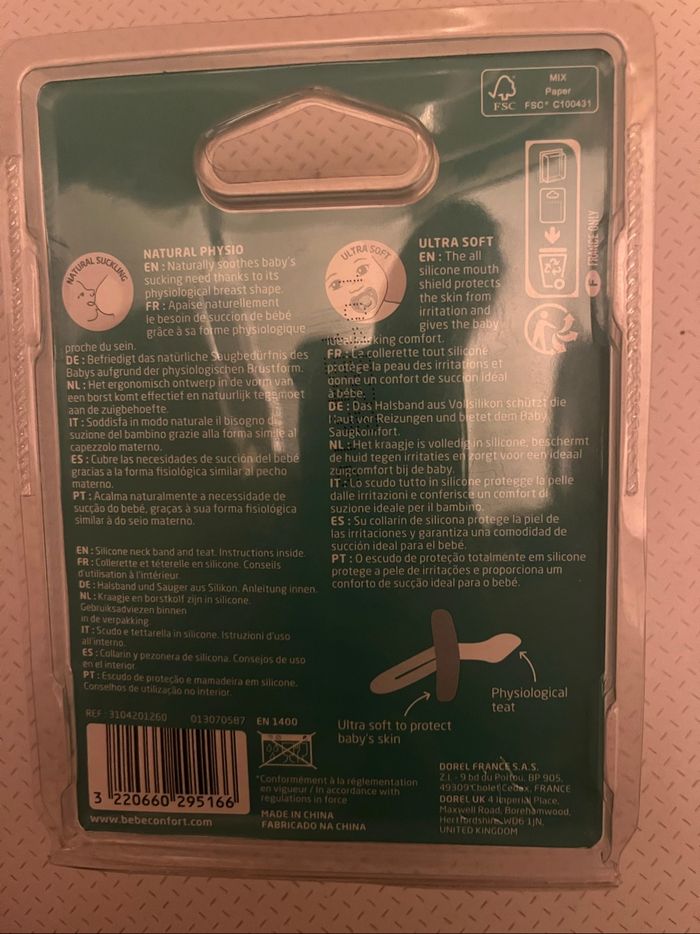 MIX
Paper
FSC
FSC® C100431
FRANCE ONLY
F
NATURAL SUCKLING
NATURAL PHYSIO
EN : Naturally soothes baby's
sucking need thanks to its
physiological breast shape.
FR : Apaise naturellement
le besoin de succion de bébé
grâce à sa forme physiologique
proche du sein.
DE : Befriedigt das natürliche Saugbedürfnis des
Babys aufgrund der physiologischen Brustform.
NL : Het ergonomisch ontwerp in de vorm van
een borst komt effectief en natuurlijk tegemoet
aan de zuigbehoefte.
IT : Soddisfa in modo naturale il bisogno di
suzione del bambino grazie alla forma simile al
capezzolo materno.
ES : Cubre las necesidades de succión del bebé
gracias a la forma fisiológica similar al pecho
materno.
PT : Acalma naturalmente a necessidade de
sucção do bebé, graças à sua forma fisiológica
similar à do seio materno.
ULTRA SOFT
ULTRA SOFT
EN : The all
silicone mouth
shield protects
the skin from
irritation and
gives the baby
sucking comfort.
FR : Le collerette tout silicone
protège la peau des irritations et
donne un confort de succion idéal
à bébé.
DE : Das Halsband aus Vollsilikon schützt die
Haut vor Reizungen und bietet dem Baby
Saugkomfort.
NL : Het kraagje is volledig in silicone, beschermt
de huid tegen irritaties en zorgt voor een ideaal
zuigcomfort bij de baby.
IT : Lo scudo tutto in silicone protegge la pelle
dalle irritazioni e conferisce un comfort di
suzione ideale per il bambino.
ES : Su collarín de silicona protege la piel de
las irritaciones y garantiza una comodidad de
succión ideal para el bebé.
PT : O escudo de proteção totalmente em silicone
protege a pele de irritações e proporciona um
conforto de sucção ideal para o bebé.
EN : Silicone neck band and teat. Instructions inside.
FR : Collerette et téterelle en silicone. Conseils
d'utilisation à l'intérieur.
DE : Halsband und Sauger aus Silikon. Anleitung innen.
NL : Kraagje en borstkolf zijn in silicone.
Gebruiksadviezen binnen
in de verpakking.
IT : Scudo e tettarella in silicone. Istruzioni d'uso
all'interno.
ES : Collarín y pezonera de silicona. Consejos de uso
en el interior.
PT : Escudo de proteção e mamadeira em silicone.
Conselhos de utilização no interior.
Physiological
teat
Ultra soft to protect
baby's skin
REF : 3104201260 013070587 EN 1400
3 220660 295166
www.bebeconfort.com
*Conformément à la réglementation
en vigueur / In accordance with
regulations in force
MADE IN CHINA
FABRICADO NA CHINA
DOREL FRANCE S.A.S.
Z.I. - 9 bd du Poitou, BP 905,
49309 Cholet Cedex, FRANCE
DOREL UK 4 Imperial Place,
Maxwell Road, Borehamwood,
Hertfordshire, WD6 1JN,
UNITED KINGDOM